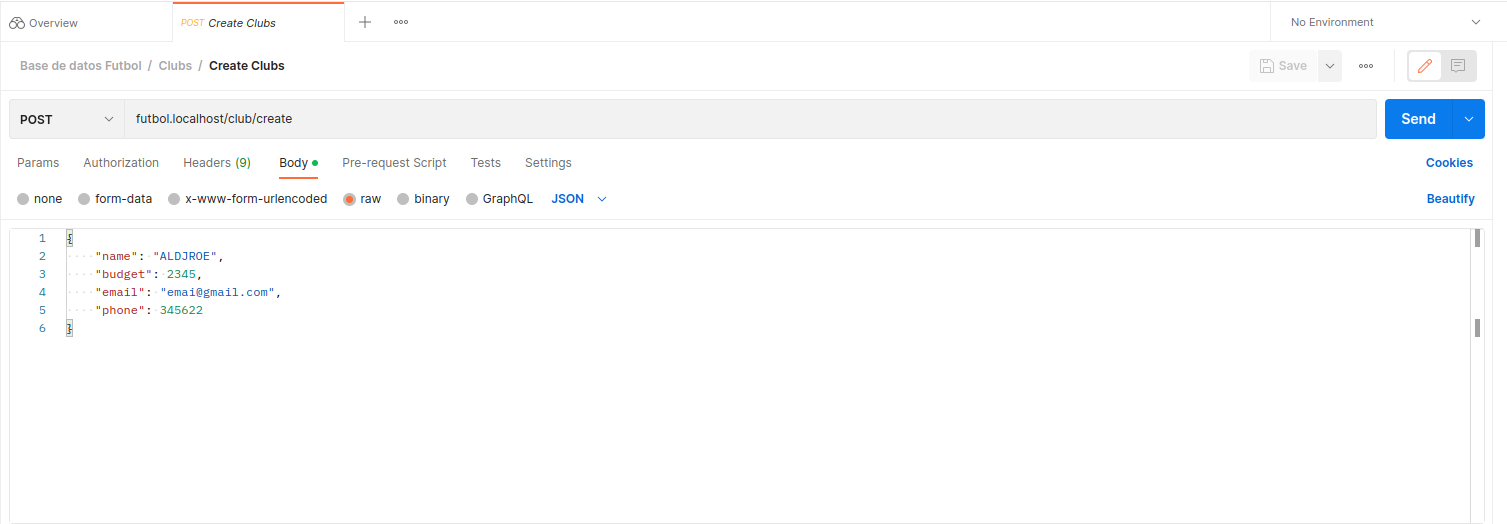 Overview POST Create Clubs No Environment
Base de datos Futbol / Clubs / Create Clubs Save
POST futbol.localhost/club/create Send
Params Authorization Headers (9) Body Pre-request Script Tests Settings Cookies
none form-data x-www-form-urlencoded raw binary GraphQL JSON Beautify
1 {
2 "name": "ALDJROE",
3 "budget": 2345,
4 "email": "emai@gmail.com",
5 "phone": 345622
6 }